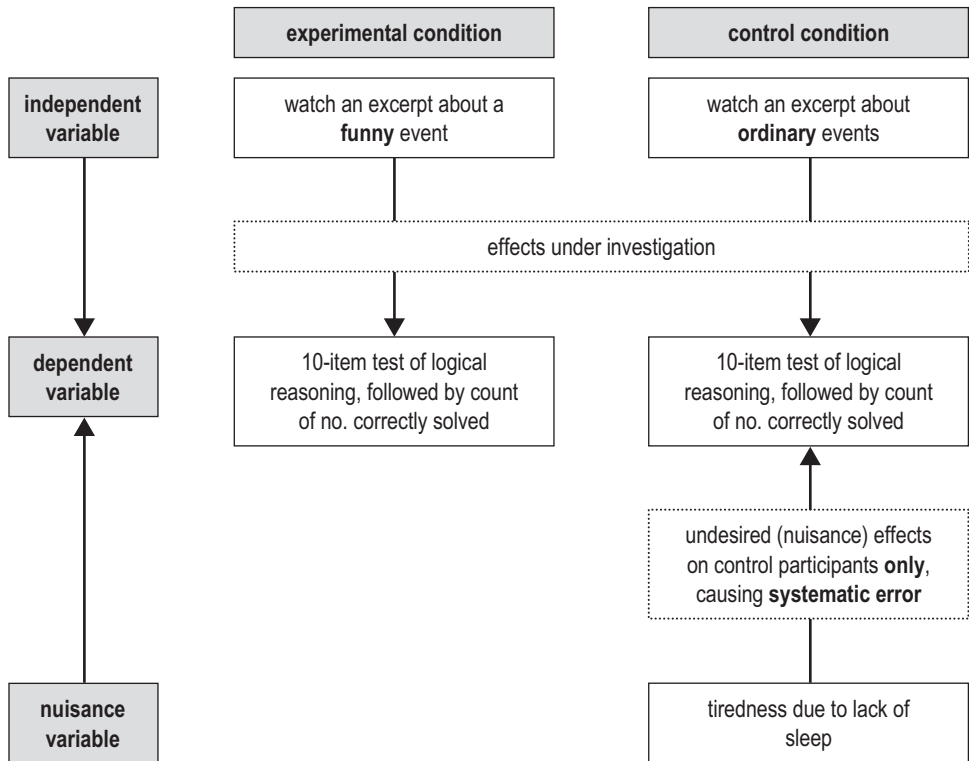 experimental condition
control condition
independent
variable
watch an excerpt about a
funny event
watch an excerpt about
ordinary events
effects under investigation
dependent
variable
10-item test of logical
reasoning, followed by count
of no. correctly solved
10-item test of logical
reasoning, followed by count
of no. correctly solved
undesired (nuisance) effects
on control participants only,
causing systematic error
nuisance
variable
tiredness due to lack of
sleep